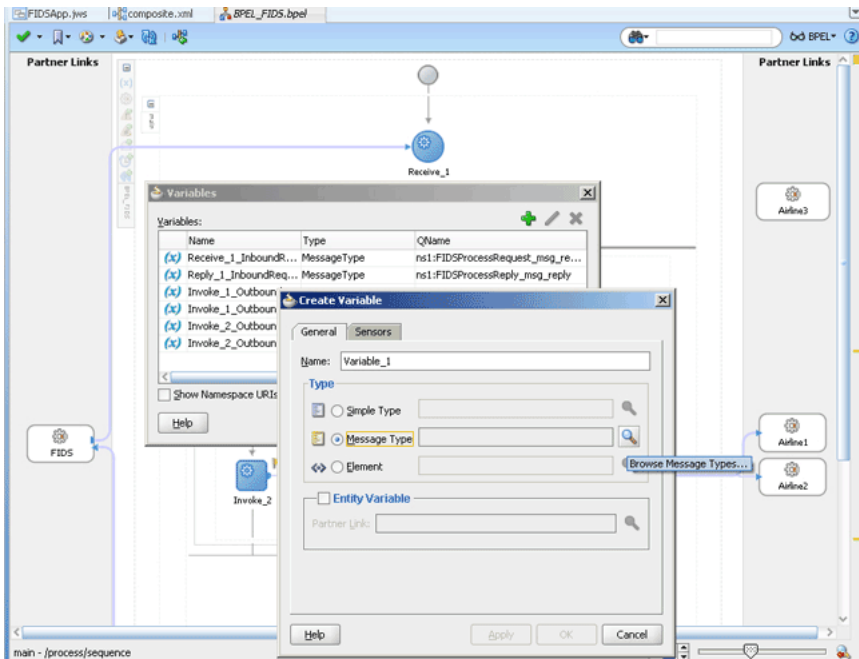 FIDSApp.jws composite.xml BPEL_FIDS.bpel
BPEL
Partner Links
Partner Links
Receive_1
Airline3
Variables
Variables:
Name Type QName
(x) Receive_1_InboundR... MessageType ns1:FIDSProcessRequest_msg_re...
(x) Reply_1_InboundReq... MessageType ns1:FIDSProcessReply_msg_reply
(x) Invoke_1_Outboun
(x) Invoke_1_Outboun
(x) Invoke_2_Outboun
(x) Invoke_2_Outboun
Show Namespace URIs
Help
Create Variable
General Sensors
Name: Variable_1
Type
Simple Type
Message Type
Element
Browse Message Types...
Entity Variable
Partner Link:
Help Apply OK Cancel
FIDS
Invoke_2
Airline1
Airline2
main - /process/sequence